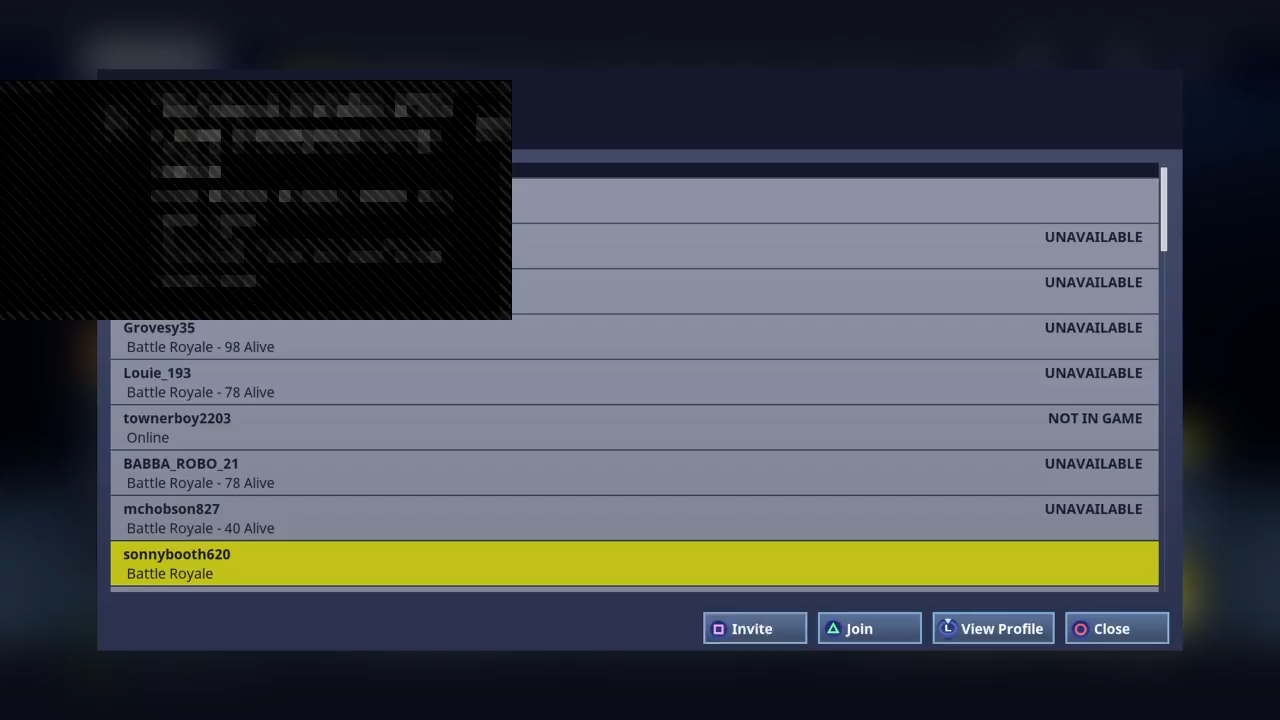 UNAVAILABLE
UNAVAILABLE
Grovesy35 UNAVAILABLE
Battle Royale - 98 Alive
Louie_193 UNAVAILABLE
Battle Royale - 78 Alive
townerboy2203 NOT IN GAME
Online
BABBA_ROBO_21 UNAVAILABLE
Battle Royale - 78 Alive
mchobson827 UNAVAILABLE
Battle Royale - 40 Alive
sonnybooth620
Battle Royale
Invite Join L View Profile Close